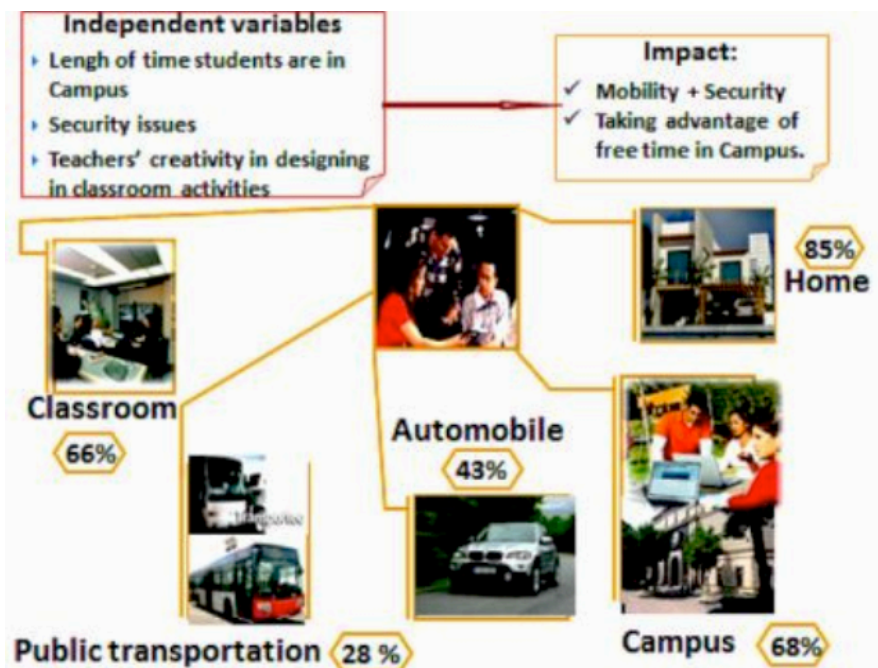 Independent variables
Lengh of time students are in
Campus
Security issues
Teachers' creativity in designing
in classroom activities
Impact:
✓ Mobility + Security
✓ Taking advantage of
free time in Campus.
85%
Home
Classroom
66%
Automobile
43%
Public transportation 28 %
Campus 68%